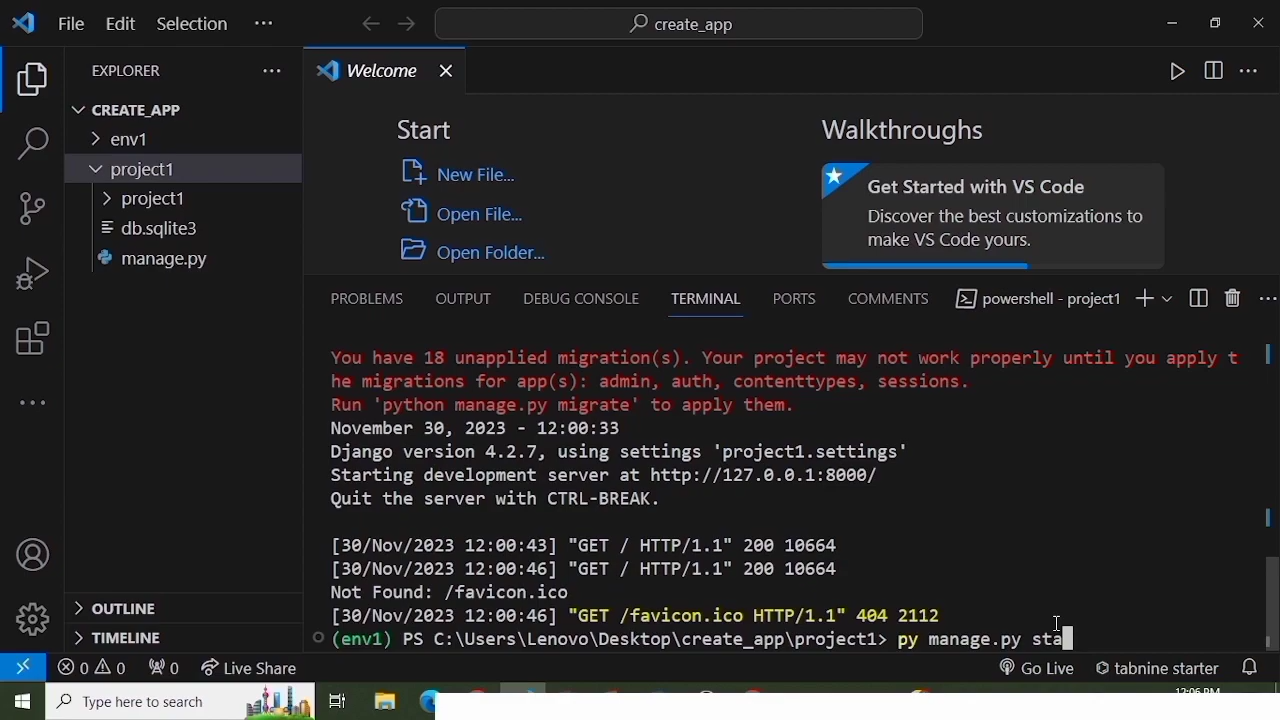 File Edit Selection ···
create_app
EXPLORER
Welcome
CREATE_APP
env1
project1
project1
db.sqlite3
manage.py
Start
New File...
Open File...
Open Folder...
Walkthroughs
Get Started with VS Code
Discover the best customizations to
make VS Code yours.
PROBLEMS OUTPUT DEBUG CONSOLE TERMINAL PORTS COMMENTS powershell - project1
You have 18 unapplied migration(s). Your project may not work properly until you apply t
he migrations for app(s): admin, auth, contenttypes, sessions.
Run 'python manage.py migrate' to apply them.
November 30, 2023 - 12:00:33
Django version 4.2.7, using settings 'project1.settings'
Starting development server at http://127.0.0.1:8000/
Quit the server with CTRL-BREAK.
[30/Nov/2023 12:00:43] "GET / HTTP/1.1" 200 10664
[30/Nov/2023 12:00:46] "GET / HTTP/1.1" 200 10664
Not Found: /favicon.ico
[30/Nov/2023 12:00:46] "GET /favicon.ico HTTP/1.1" 404 2112
(env1) PS C:\Users\Lenovo\Desktop\create_app\project1> py manage.py sta
OUTLINE
TIMELINE
0 0 0 Live Share Go Live tabnine starter
Type here to search
12:06 PM